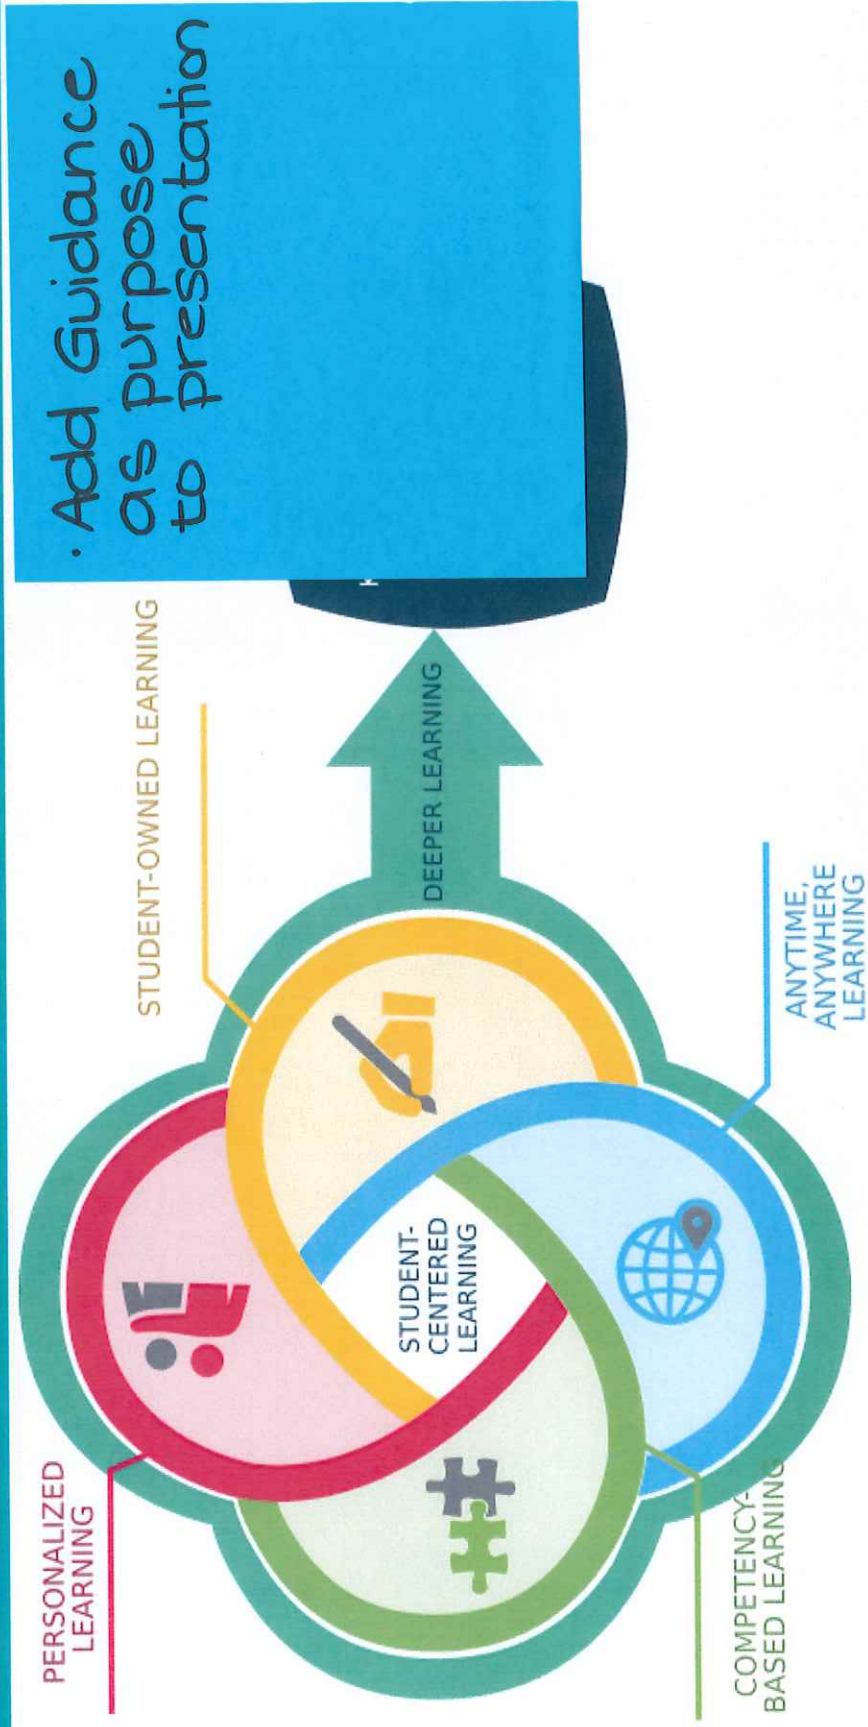 PERSONALIZED
LEARNING
STUDENT-OWNED LEARNING
· Add Guidance
as purpose
to presentation
STUDENT-
CENTERED
LEARNING
DEEPER LEARNING
COMPETENCY-
BASED LEARNING
ANYTIME,
ANYWHERE
LEARNING